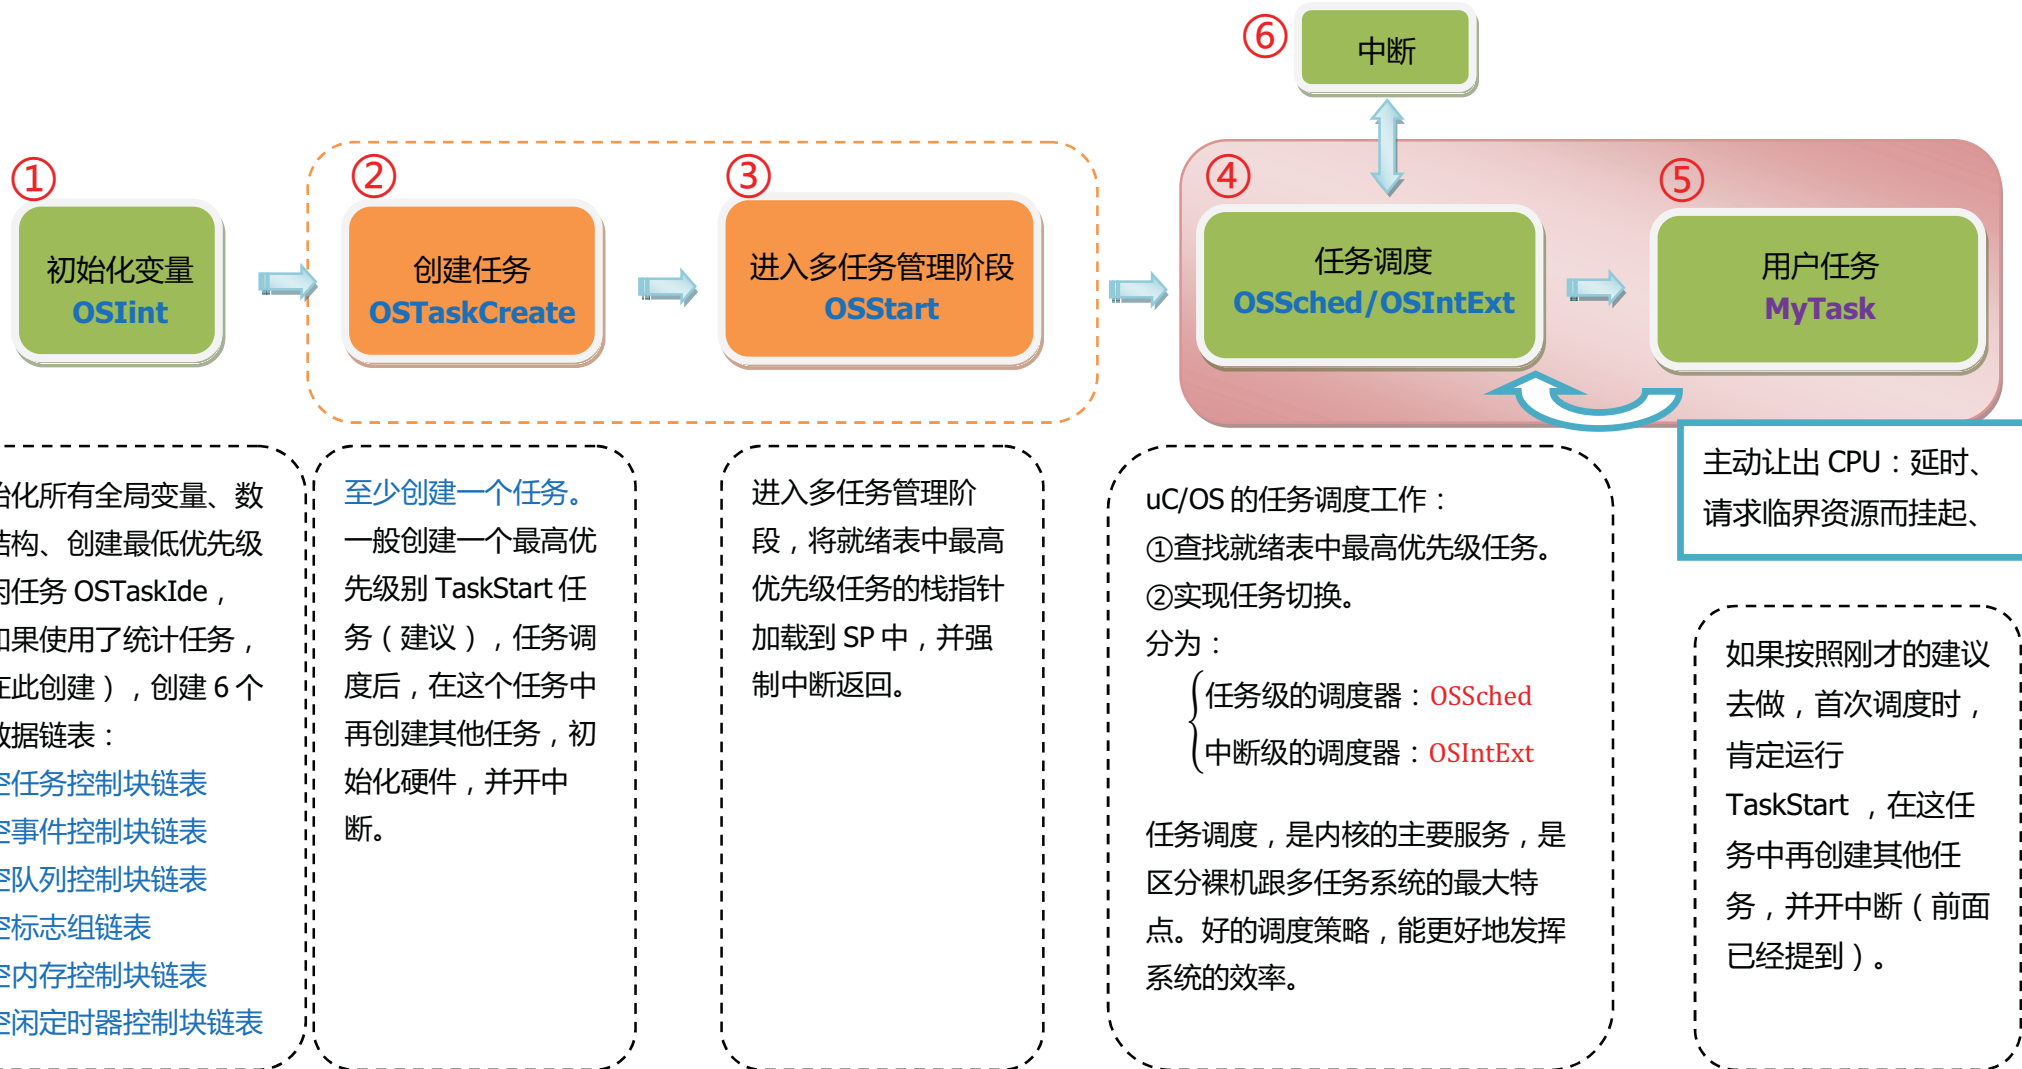 ⑥
中断
①
初始化变量
OSIint
②
创建任务
OSTaskCreate
③
进入多任务管理阶段
OSStart
④
任务调度
OSSched/OSIntExt
⑤
用户任务
MyTask
主动让出 CPU：延时、
请求临界资源而挂起、
始化所有全局变量、数
结构、创建最低优先级
闲任务 OSTaskIde，
如果使用了统计任务，
在此创建），创建 6 个
数据链表：
空任务控制块链表
空事件控制块链表
空队列控制块链表
空标志组链表
空内存控制块链表
空闲定时器控制块链表
至少创建一个任务。
一般创建一个最高优
先级别 TaskStart 任
务（建议），任务调
度后，在这个任务中
再创建其他任务，初
始化硬件，并开中
断。
进入多任务管理阶
段，将就绪表中最高
优先级任务的栈指针
加载到 SP 中，并强
制中断返回。
uC/OS 的任务调度工作：
①查找就绪表中最高优先级任务。
②实现任务切换。
分为：
任务级的调度器：OSSched
中断级的调度器：OSIntExt
任务调度，是内核的主要服务，是
区分裸机跟多任务系统的最大特
点。好的调度策略，能更好地发挥
系统的效率。
如果按照刚才的建议
去做，首次调度时，
肯定运行
TaskStart ，在这任
务中再创建其他任
务，并开中断（前面
已经提到）。